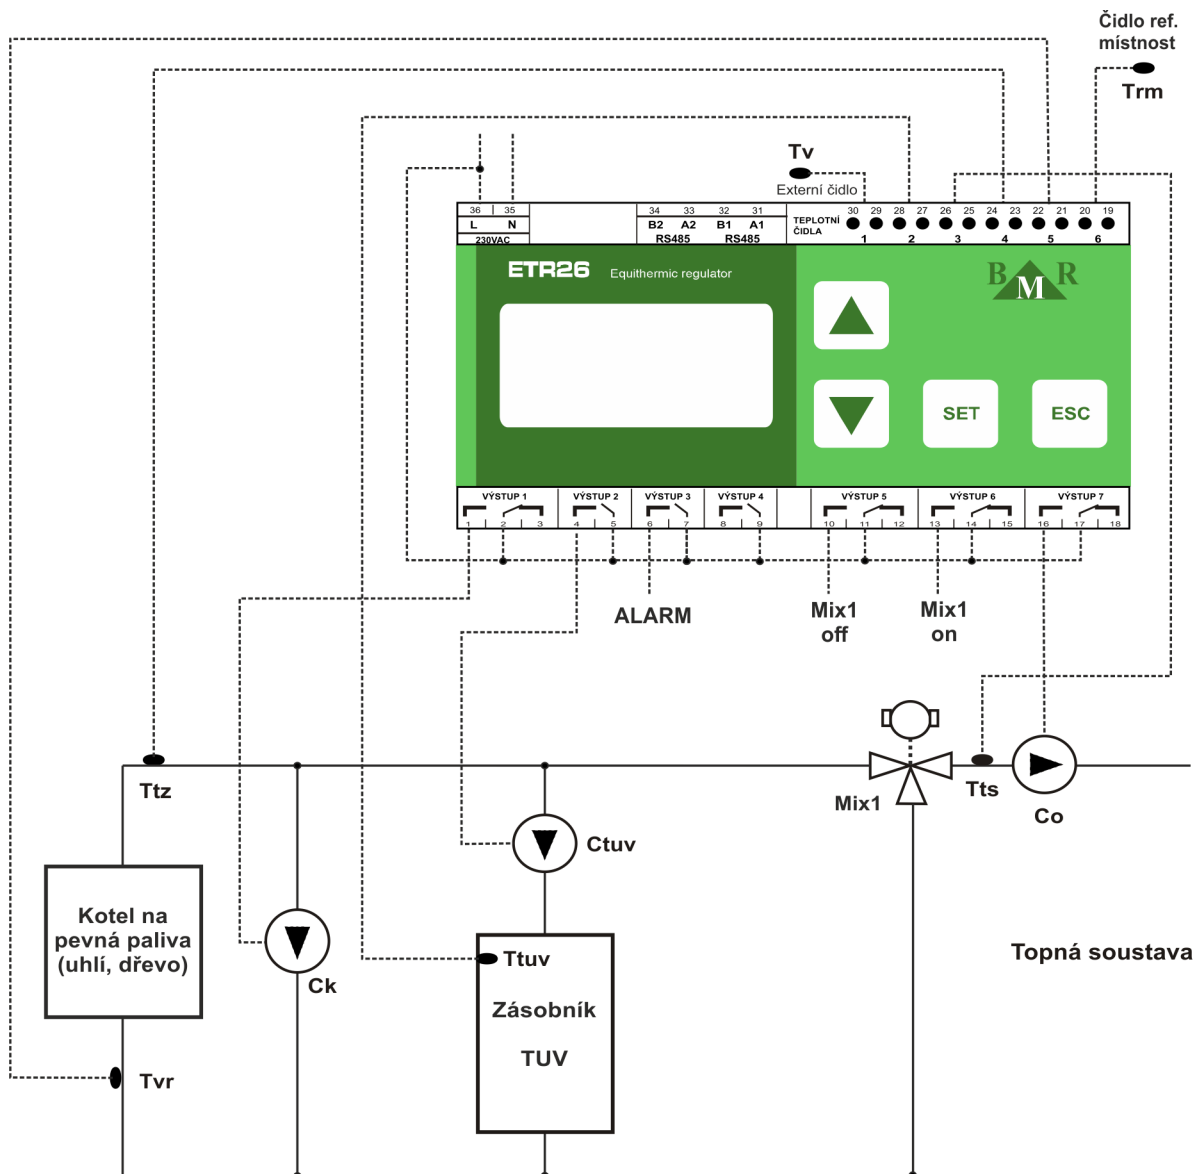 Čidlo ref.
místnost
Trm
Tv
Externí čidlo
36 35
L N
230VAC
34 33 32 31
B2 A2 B1 A1
RS485 RS485
TEPLOTNÍ
ČIDLA
30 29 28 27 26 25 24 23 22 21 20 19
1 2 3 4 5 6
ETR26 Equithermic regulator
B M R
SET ESC
VÝSTUP 1 VÝSTUP 2 VÝSTUP 3 VÝSTUP 4 VÝSTUP 5 VÝSTUP 6 VÝSTUP 7
1 2 3 4 5 6 7 8 9 10 11 12 13 14 15 16 17 18
ALARM
Mix1
off
Mix1
on
Ttz
Mix1
Tts
Co
Ctuv
Kotel na
pevná paliva
(uhlí, dřevo)
Ck
Ttuv
Zásobník
TUV
Topná soustava
Tvr